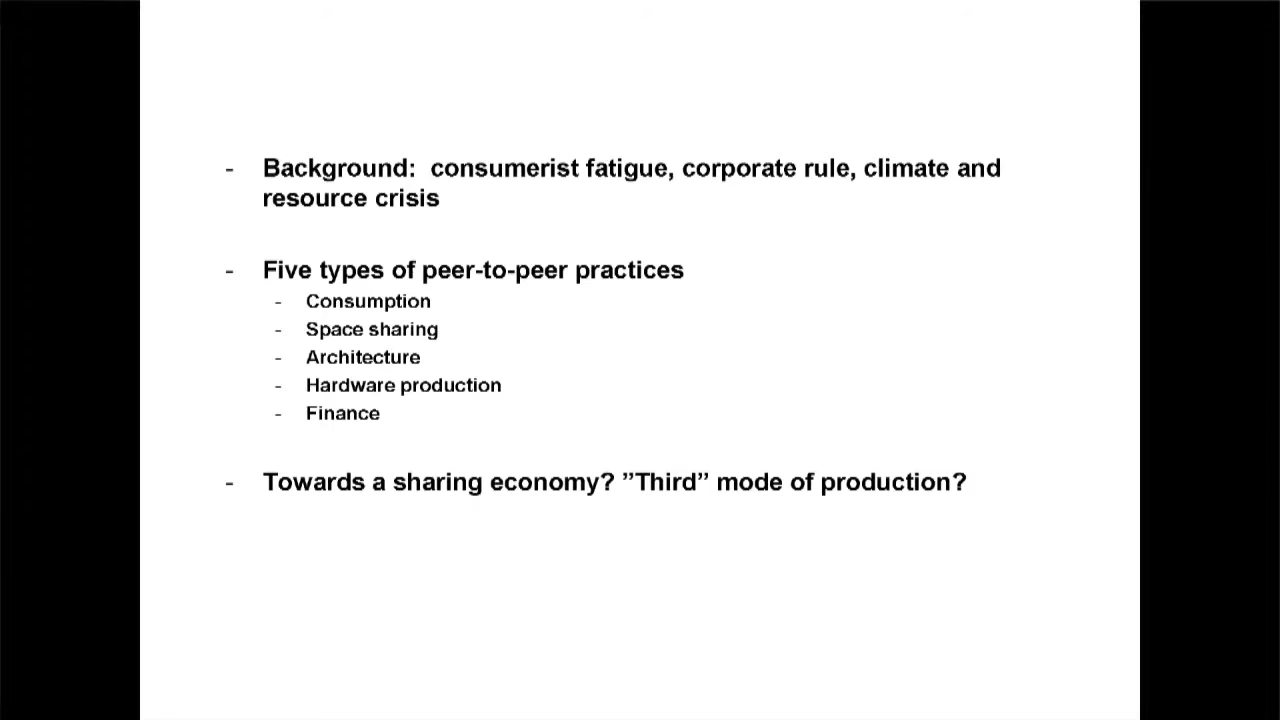 - Background:  consumerist fatigue, corporate rule, climate and
resource crisis
- Five types of peer-to-peer practices
- Consumption
- Space sharing
- Architecture
- Hardware production
- Finance
- Towards a sharing economy? ”Third” mode of production?